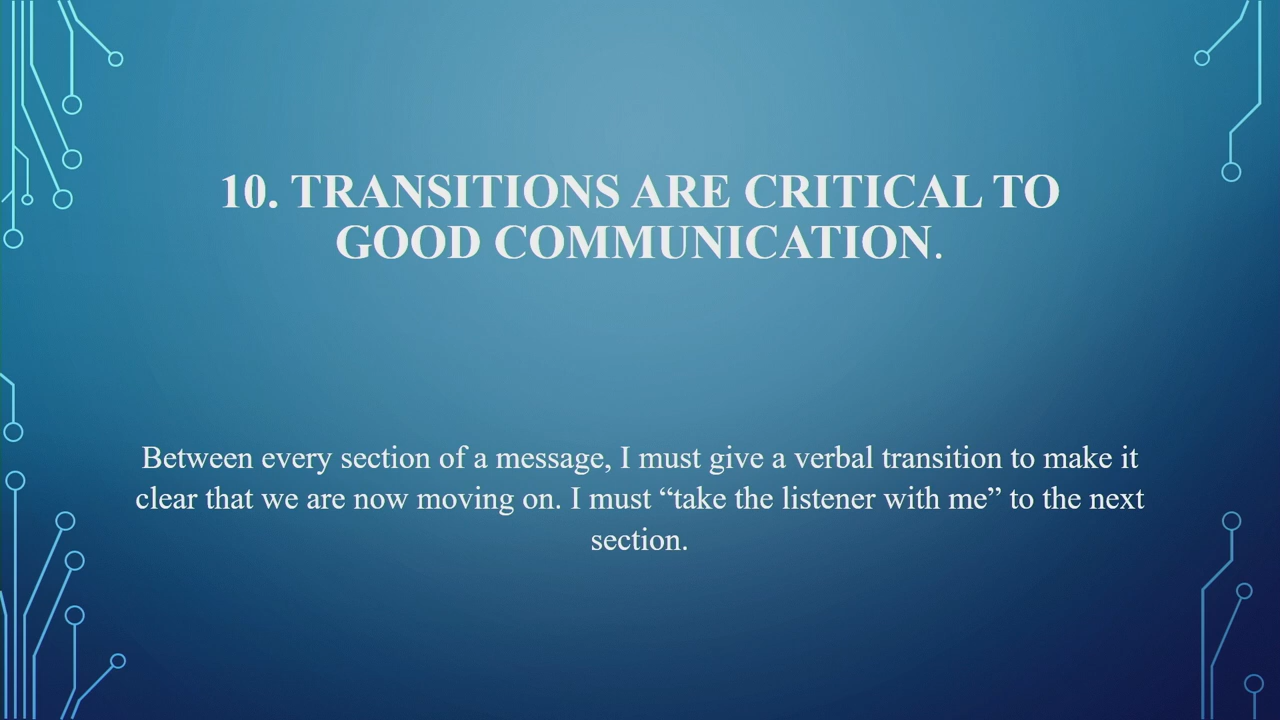 10. TRANSITIONS ARE CRITICAL TO
GOOD COMMUNICATION.
Between every section of a message, I must give a verbal transition to make it
clear that we are now moving on. I must “take the listener with me” to the next
section.